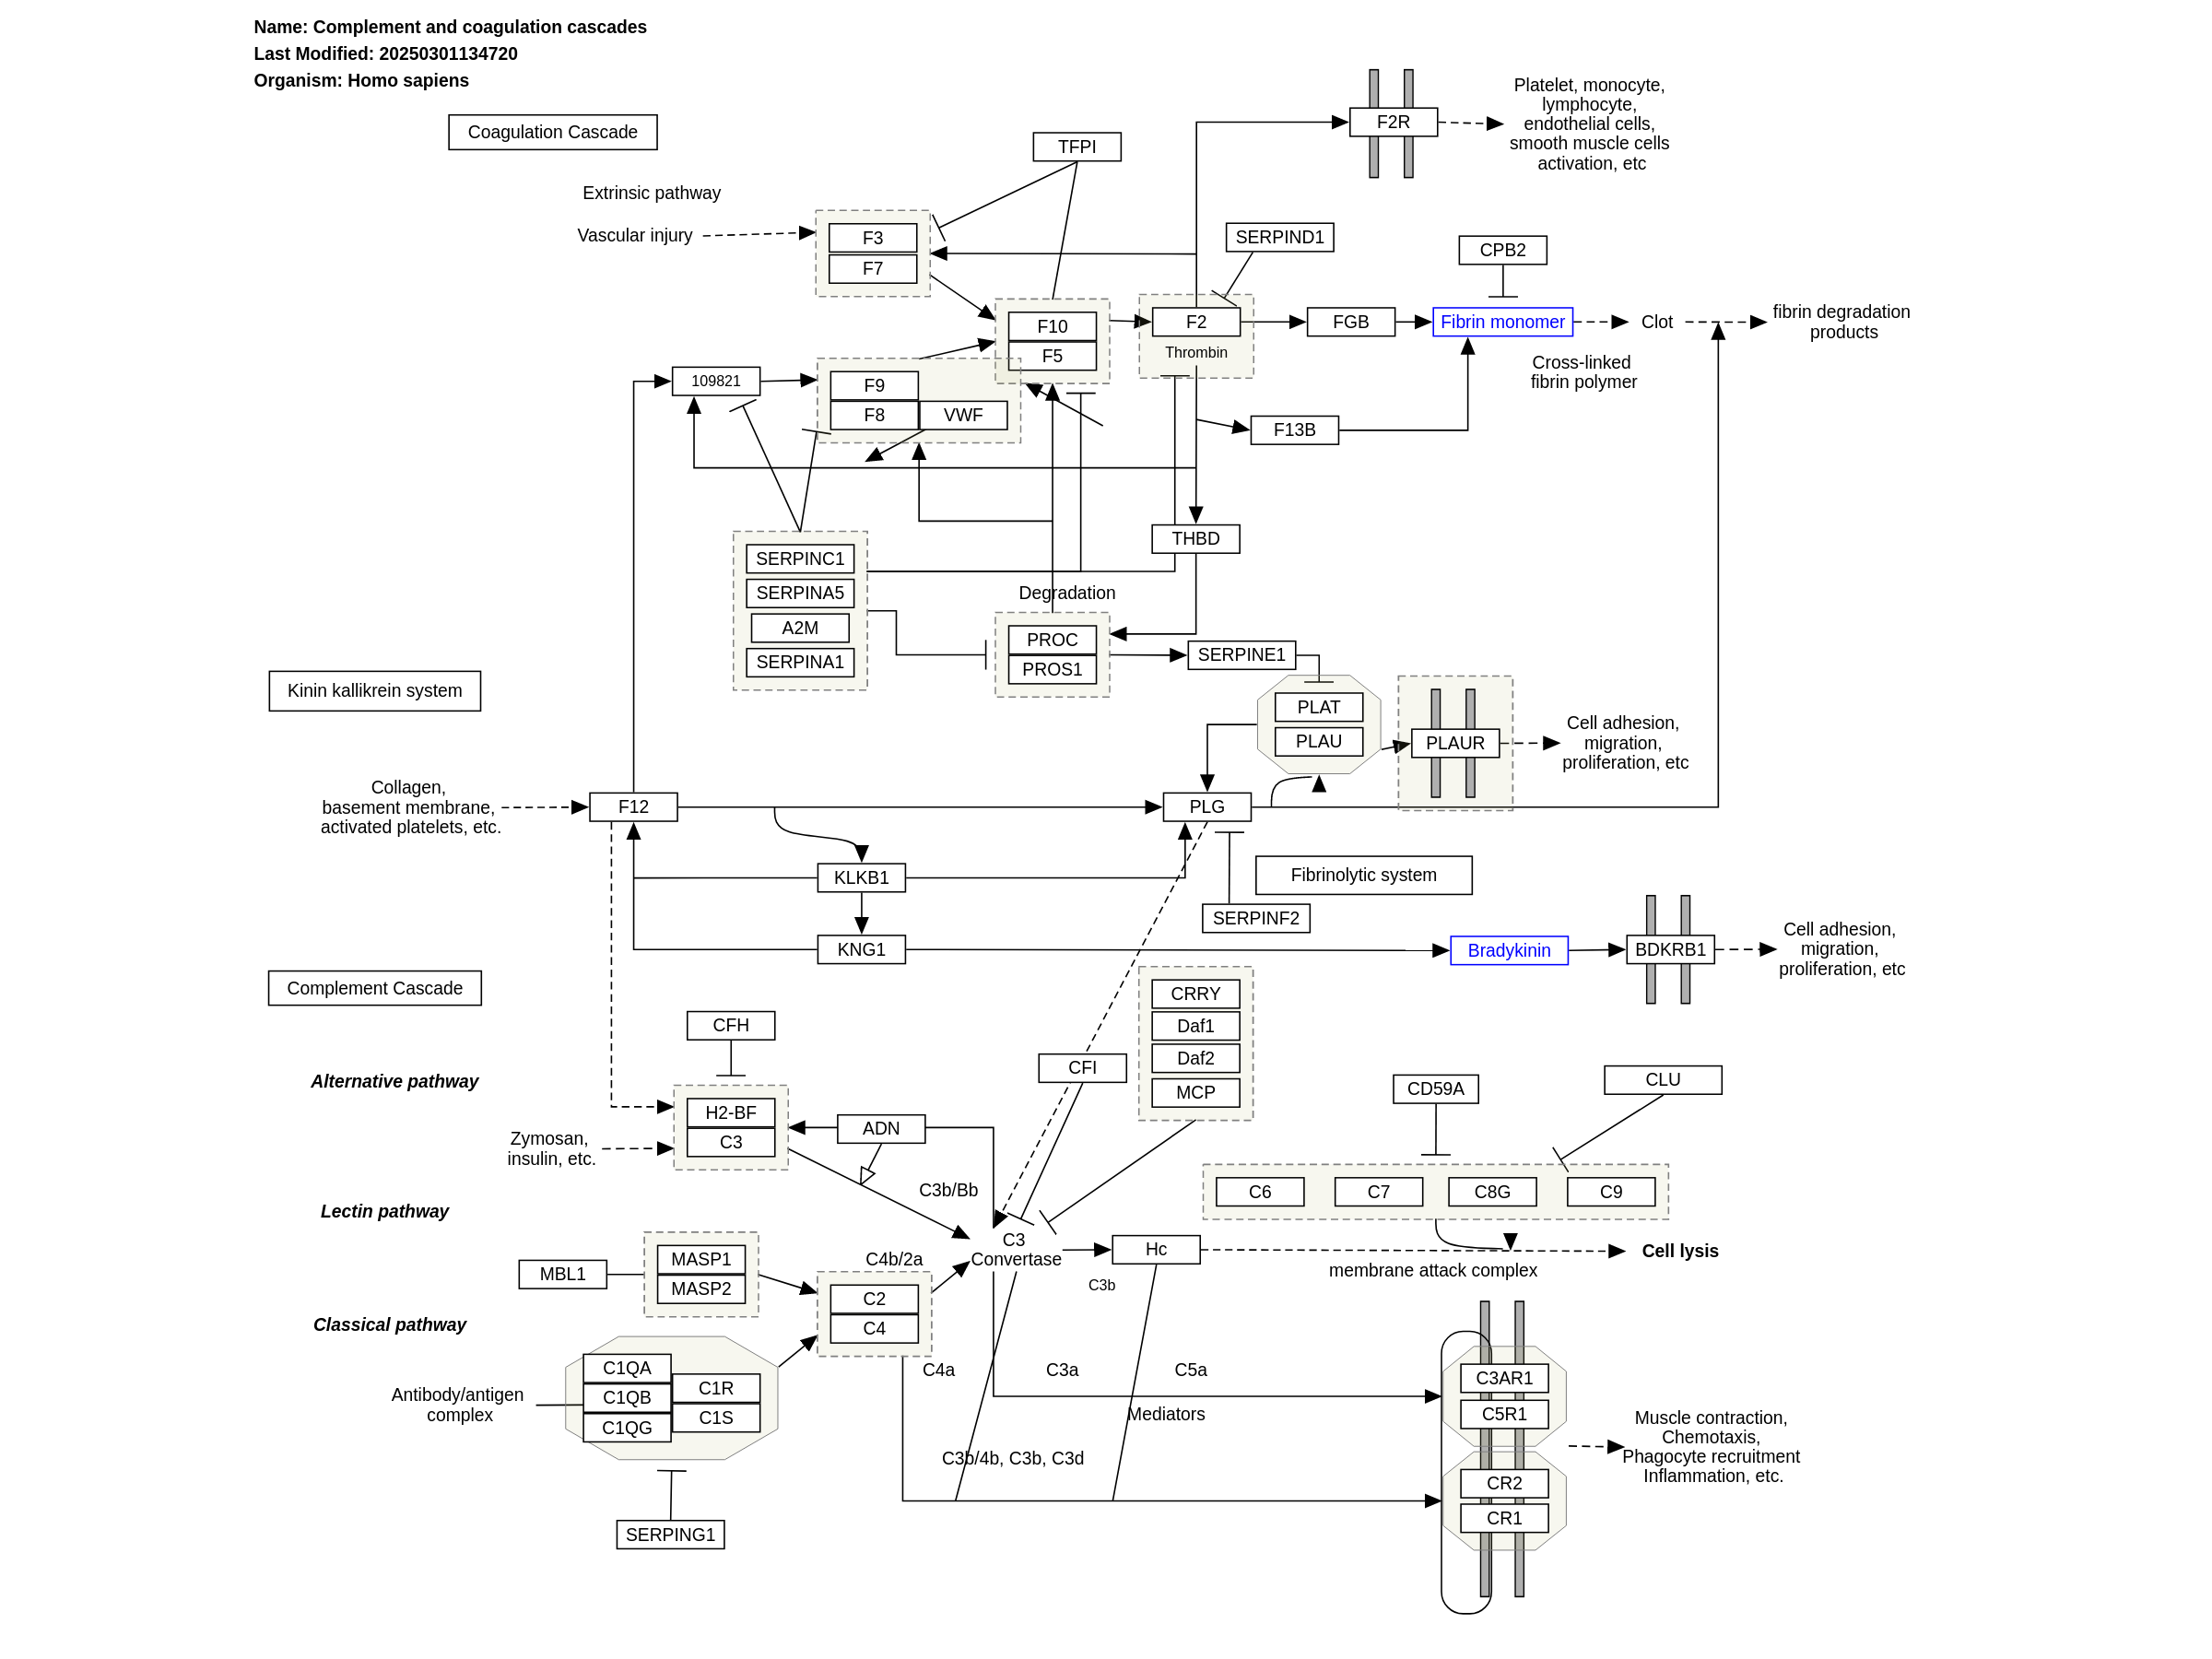 Name: Complement and coagulation cascades
Last Modified: 20250301134720
Organism: Homo sapiens
Coagulation Cascade
Extrinsic pathway
Vascular injury
TFPI
F3
F7
F2R
Platelet, monocyte,
lymphocyte,
endothelial cells,
smooth muscle cells
activation, etc
SERPIND1
CPB2
F10
F5
F2
Thrombin
FGB
Fibrin monomer
Clot
fibrin degradation
products
Cross-linked
fibrin polymer
109821
F9
F8
VWF
F13B
THBD
SERPINC1
SERPINA5
A2M
SERPINA1
Degradation
PROC
PROS1
SERPINE1
Kinin kallikrein system
PLAT
PLAU
PLAUR
Cell adhesion,
migration,
proliferation, etc
Collagen,
basement membrane,
activated platelets, etc.
F12
PLG
KLKB1
Fibrinolytic system
SERPINF2
KNG1
Bradykinin
BDKRB1
Cell adhesion,
migration,
proliferation, etc
Complement Cascade
CRRY
Daf1
Daf2
MCP
CFH
CFI
CD59A
CLU
Alternative pathway
H2-BF
C3
ADN
Zymosan,
insulin, etc.
C3b/Bb
C6
C7
C8G
C9
Lectin pathway
C3
Convertase
Hc
Cell lysis
membrane attack complex
MBL1
MASP1
MASP2
C4b/2a
C3b
C2
C4
Classical pathway
C1QA
C1QB
C1QG
C1R
C1S
Antibody/antigen
complex
C4a
C3a
C5a
Mediators
C3b/4b, C3b, C3d
C3AR1
C5R1
CR2
CR1
Muscle contraction,
Chemotaxis,
Phagocyte recruitment
Inflammation, etc.
SERPING1